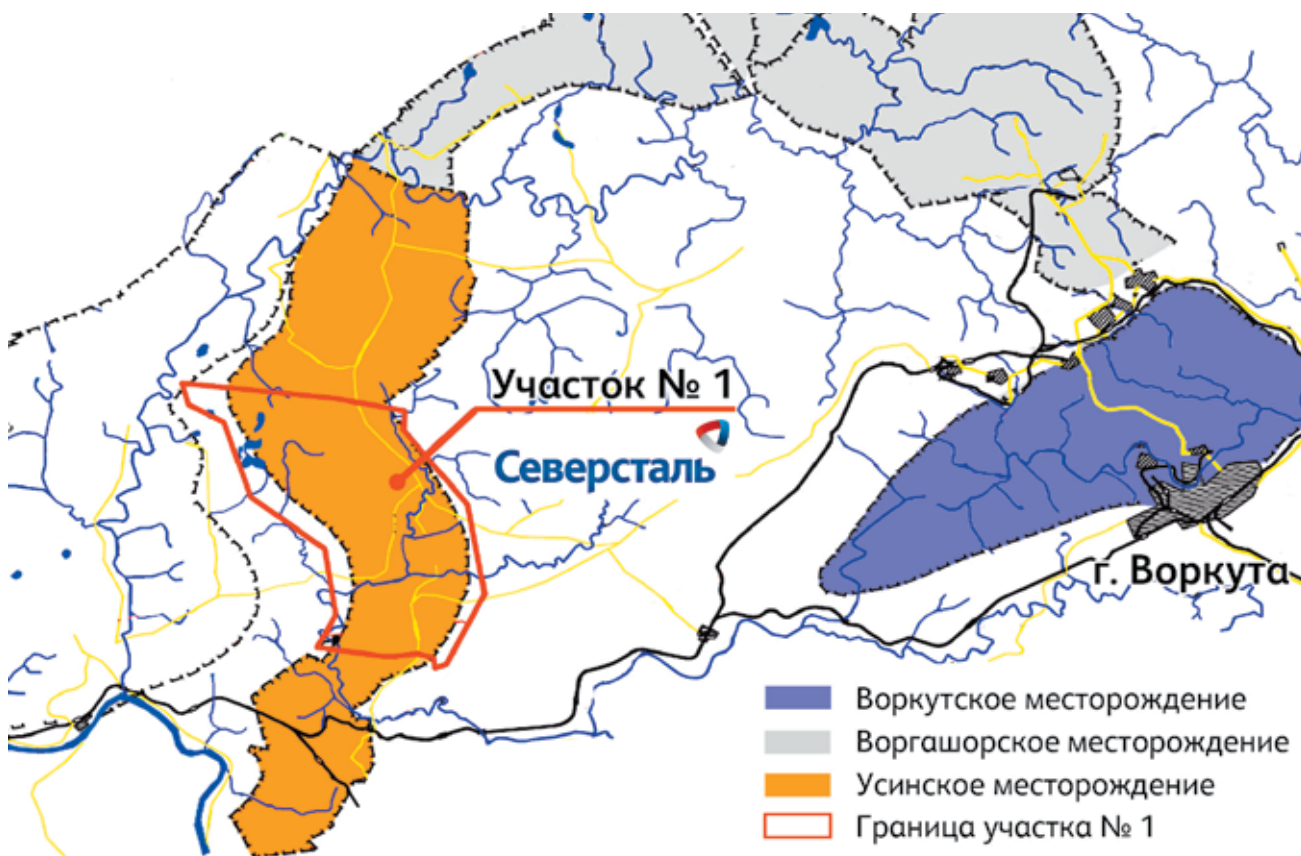 Участок № 1
Северсталь
г. Воркута
Воркутское месторождение
Воргашорское месторождение
Усинское месторождение
Граница участка № 1